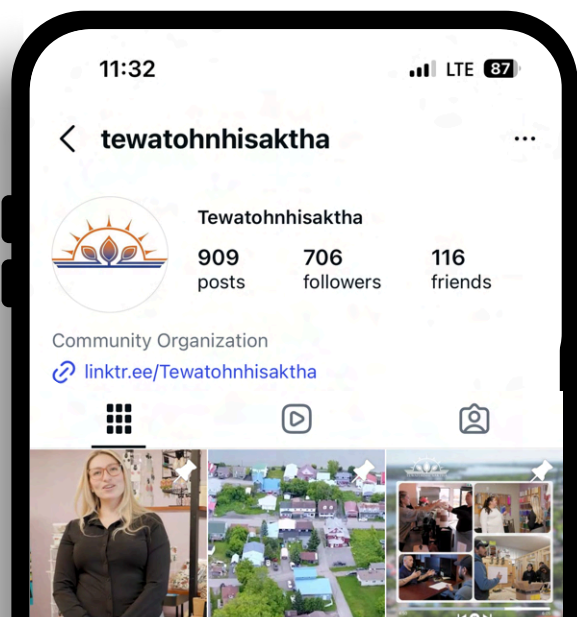 11:32
LTE 87
tewatohnhisaktha
Tewatohnhisaktha
909 706 116
posts followers friends
Community Organization
linktr.ee/Tewatohnhisaktha